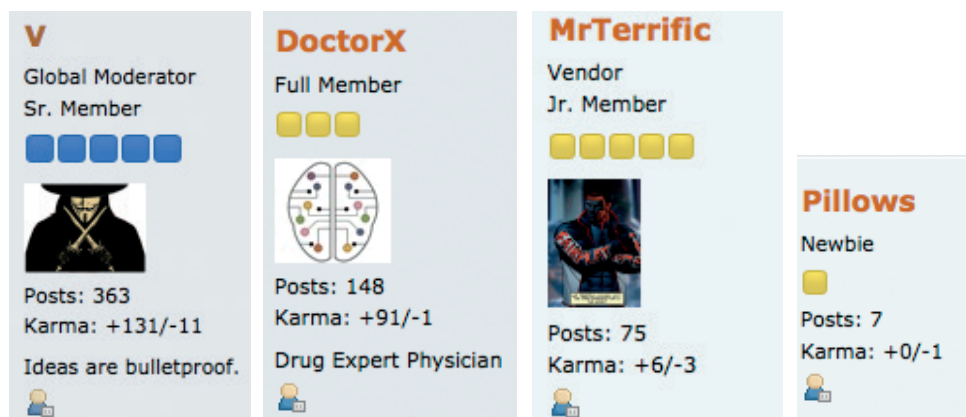 V
Global Moderator
Sr. Member
Posts: 363
Karma: +131/-11
Ideas are bulletproof.
DoctorX
Full Member
Posts: 148
Karma: +91/-1
Drug Expert Physician
MrTerrific
Vendor
Jr. Member
Posts: 75
Karma: +6/-3
Pillows
Newbie
Posts: 7
Karma: +0/-1